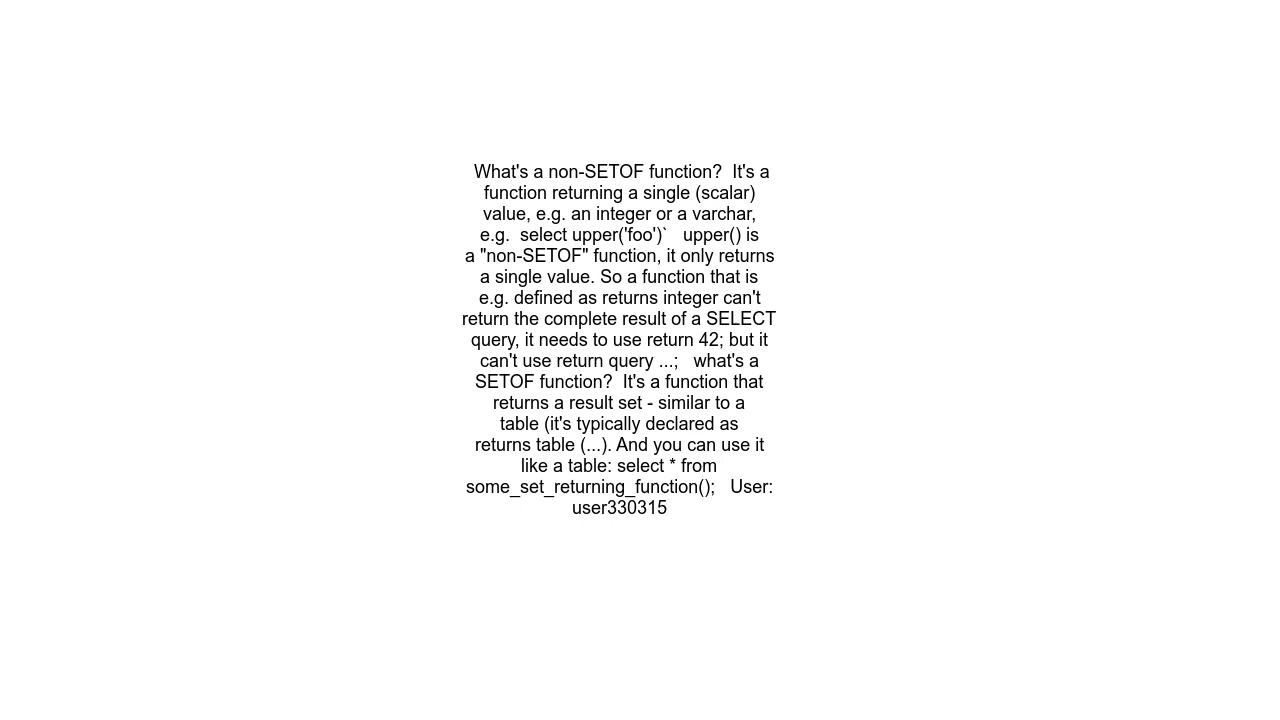 What's a non-SETOF function?  It's a
function returning a single (scalar)
value, e.g. an integer or a varchar,
e.g.  select upper('foo')`   upper() is
a "non-SETOF" function, it only returns
a single value. So a function that is
e.g. defined as returns integer can't
return the complete result of a SELECT
query, it needs to use return 42; but it
can't use return query ...;   what's a
SETOF function?  It's a function that
returns a result set - similar to a
table (it's typically declared as
returns table (...). And you can use it
like a table: select * from
some_set_returning_function();   User:
user330315